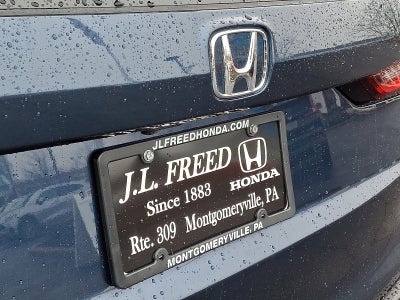 JLFREEDHONDA.COM
J.L. FREED
HONDA
Since 1883
Rte. 309 Montgomeryville, PA
MONTGOMERYVILLE, PA